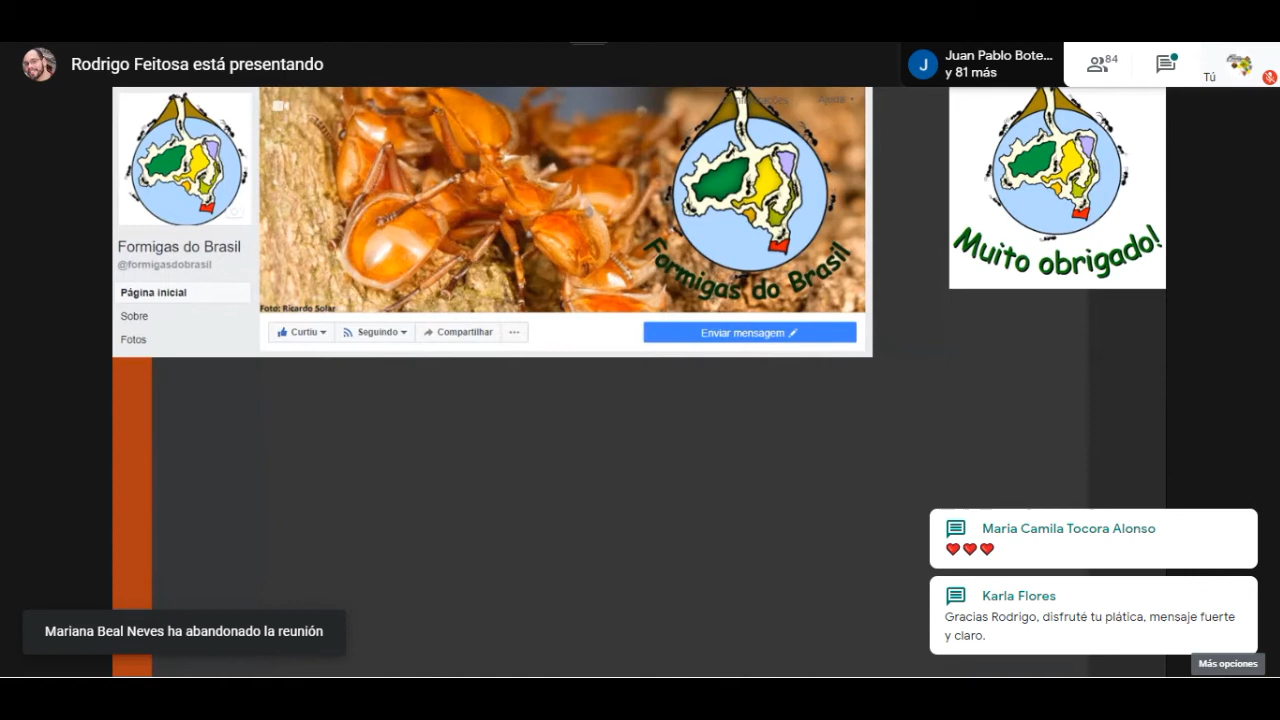 Rodrigo Feitosa está presentando
Juan Pablo Bote...
y 81 más
84
Tú
J
Ajuda
Formigas do Brasil
@formigasdobrasil
Página inicial
Sobre
Fotos
Formigas do Brasil
Foto: Ricardo Solar
Curtiu
Seguindo
Compartilhar
Enviar mensagem
Muito obrigado!
Maria Camila Tocora Alonso
❤❤❤
Karla Flores
Gracias Rodrigo, disfruté tu plática, mensaje fuerte
y claro.
Mariana Beal Neves ha abandonado la reunión
Más opciones